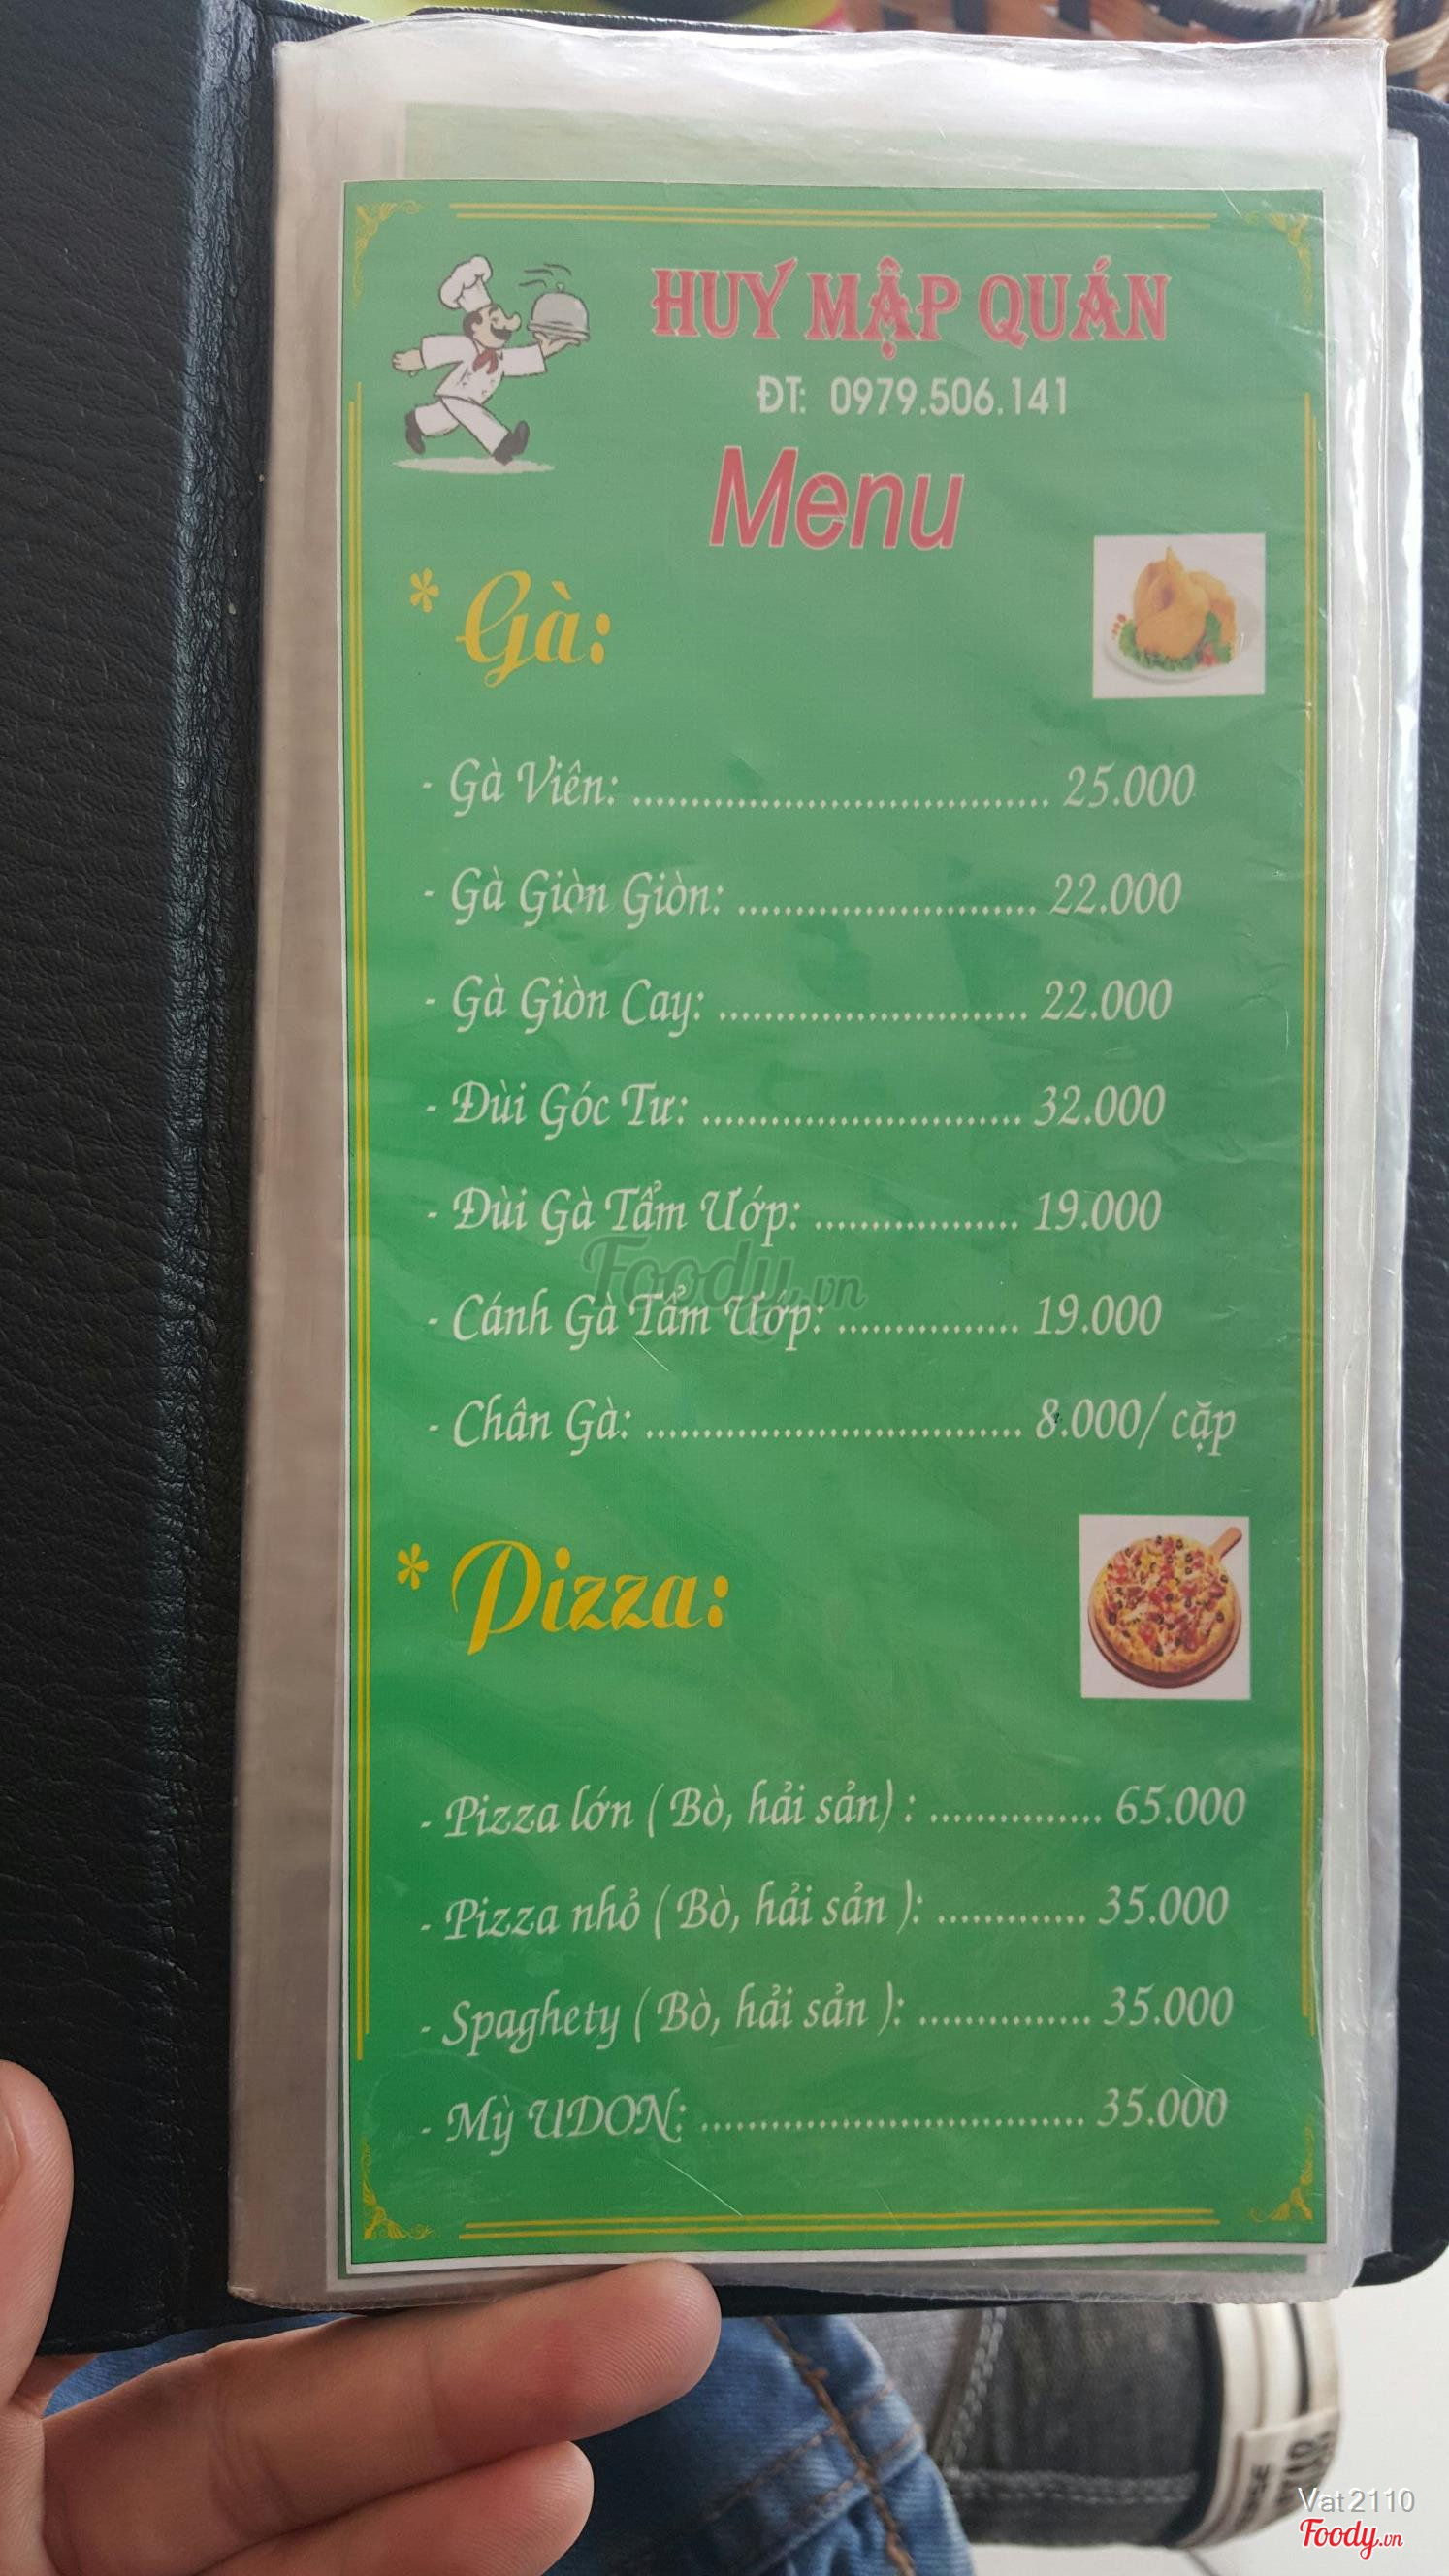 HUY MẬP QUÁN
ĐT: 0979.506.141
Menu
* Gà:
- Gà Viên: .................................... 25.000
- Gà Giòn Giòn: .......................... 22.000
- Gà Giòn Cay: ........................... 22.000
- Đùi Góc Tư: ............................ 32.000
- Đùi Gà Tẩm Ướp: .................. 19.000
- Cánh Gà Tẩm Ướp: ................ 19.000
- Chân Gà: ................................. 8.000/ cặp
* Pizza:
- Pizza lớn ( Bò, hải sản) : ............... 65.000
- Pizza nhỏ ( Bò, hải sản ): ............. 35.000
- Spaghety ( Bò, hải sản ): ............... 35.000
- Mỳ UDON: ................................. 35.000
Foody.vn
Vat2110
Foody.vn